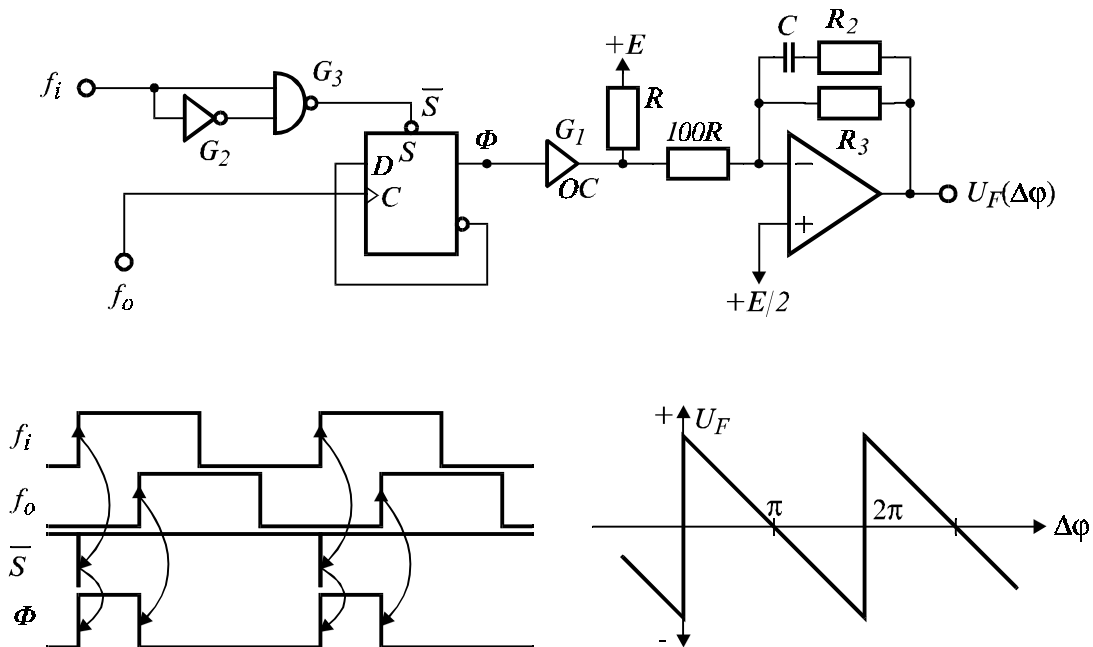 f_i
G_2
G_3
S̅
S
D
C
f_o
Φ
G_1
OC
+E
R
100R
C
R_2
R_3
−
+
+E/2
U_F(Δφ)
f_i
f_o
S̅
Φ
+
U_F
π
2π
Δφ
-